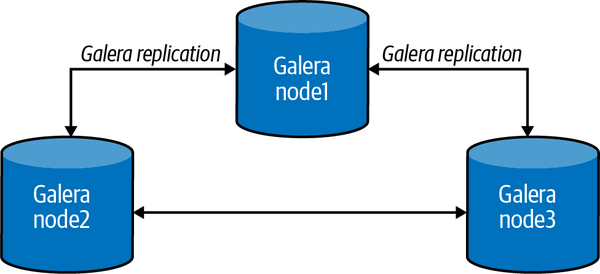 Galera replication
Galera replication
Galera
node1
Galera
node2
Galera
node3